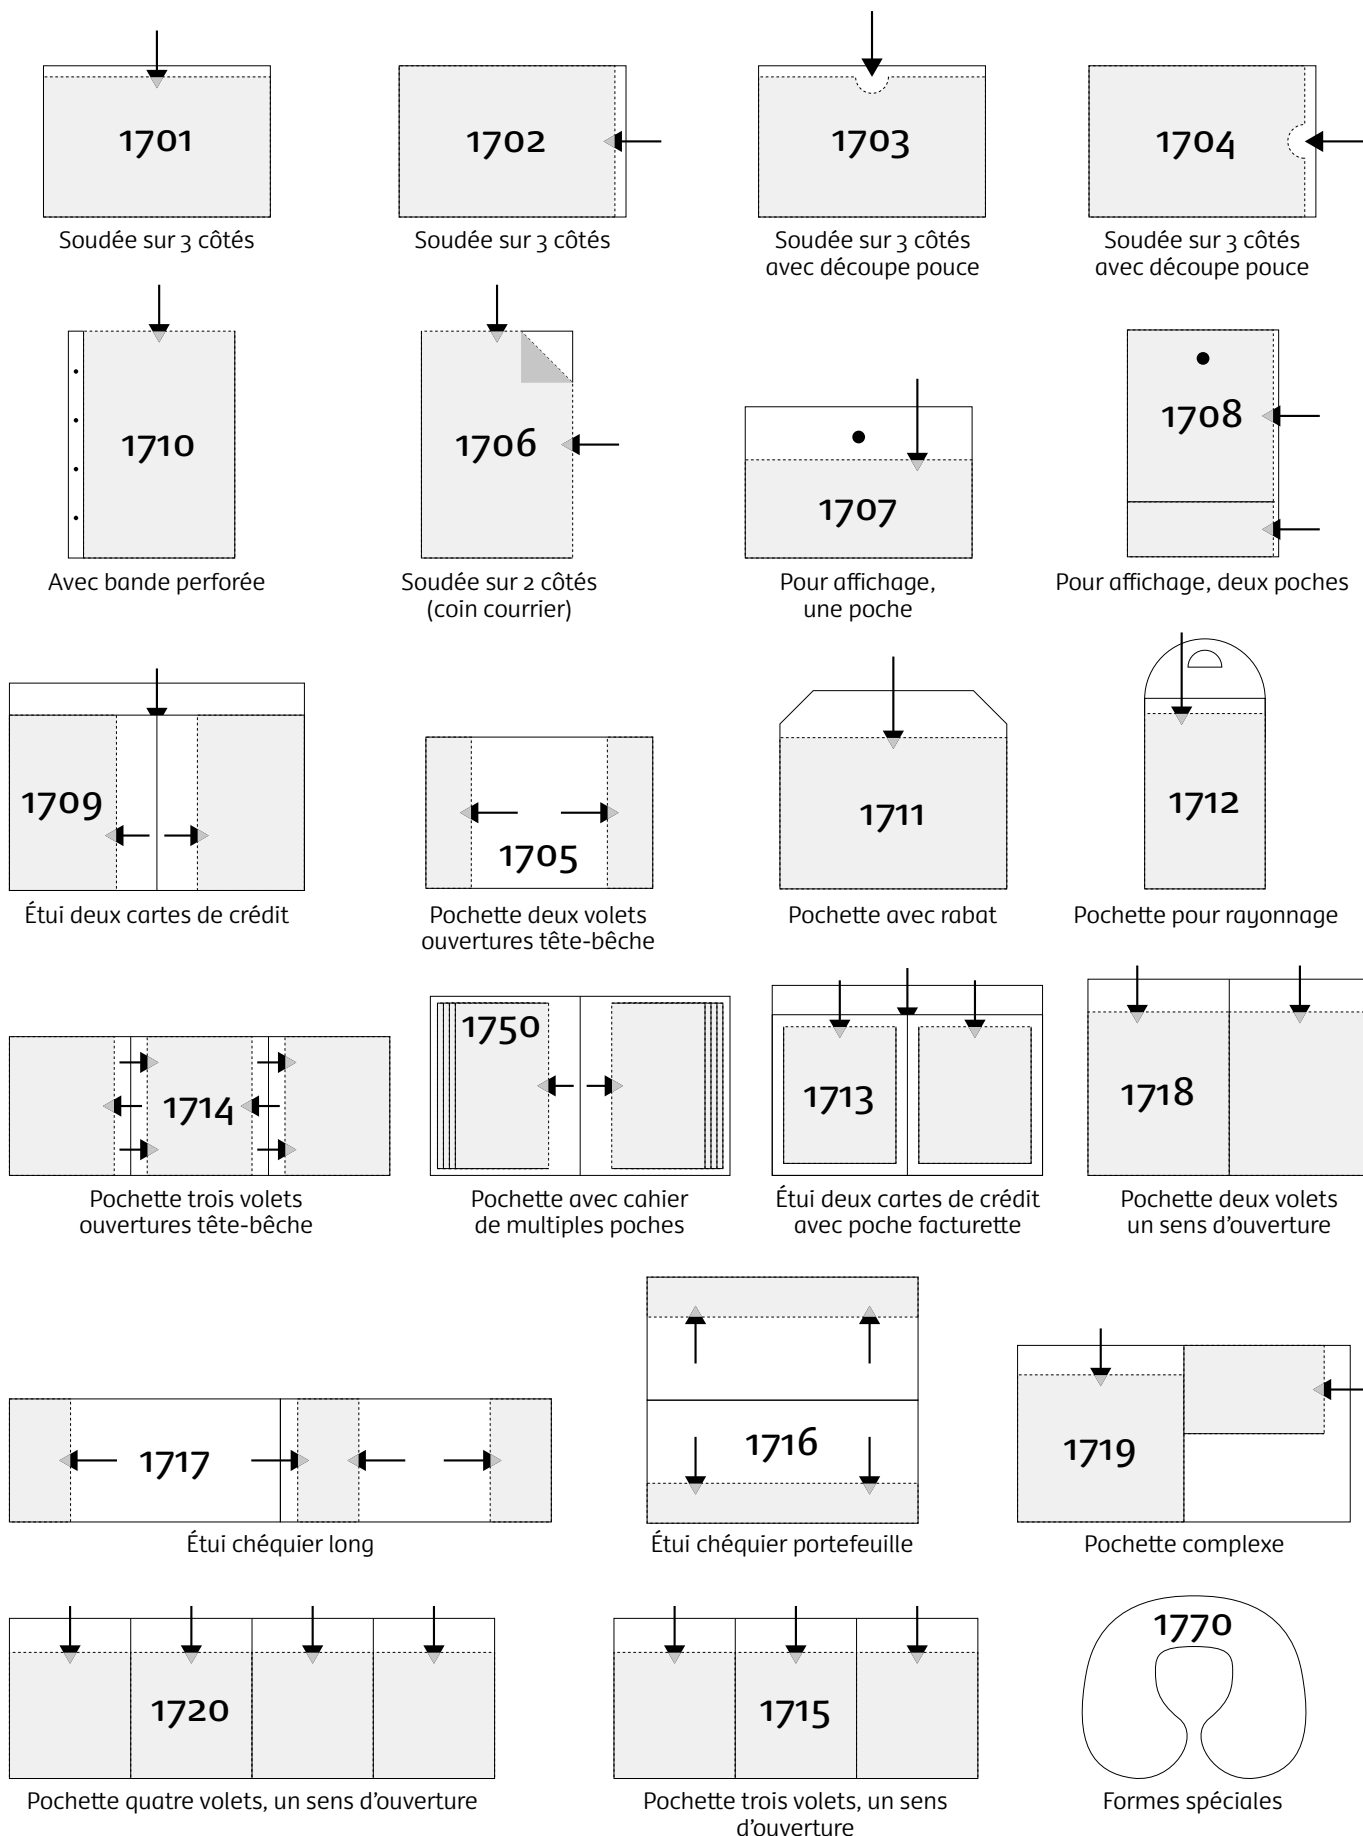 1701
Soudée sur 3 côtés
1702
Soudée sur 3 côtés
1703
Soudée sur 3 côtés
avec découpe pouce
1704
Soudée sur 3 côtés
avec découpe pouce
1710
Avec bande perforée
1706
Soudée sur 2 côtés
(coin courrier)
1707
Pour affichage,
une poche
1708
Pour affichage, deux poches
1709
Étui deux cartes de crédit
1705
Pochette deux volets
ouvertures tête-bêche
1711
Pochette avec rabat
1712
Pochette pour rayonnage
1714
Pochette trois volets
ouvertures tête-bêche
1750
Pochette avec cahier
de multiples poches
1713
Étui deux cartes de crédit
avec poche facturette
1718
Pochette deux volets
un sens d'ouverture
1717
Étui chéquier long
1716
Étui chéquier portefeuille
1719
Pochette complexe
1720
Pochette quatre volets, un sens d'ouverture
1715
Pochette trois volets, un sens
d'ouverture
1770
Formes spéciales